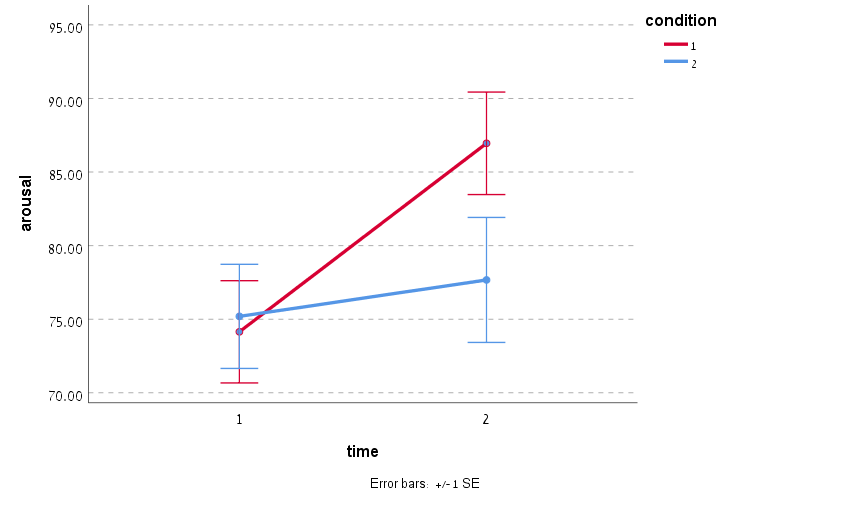 condition
1
2
95.00
90.00
85.00
80.00
75.00
70.00
arousal
1
2
time
Error bars: +/- 1 SE